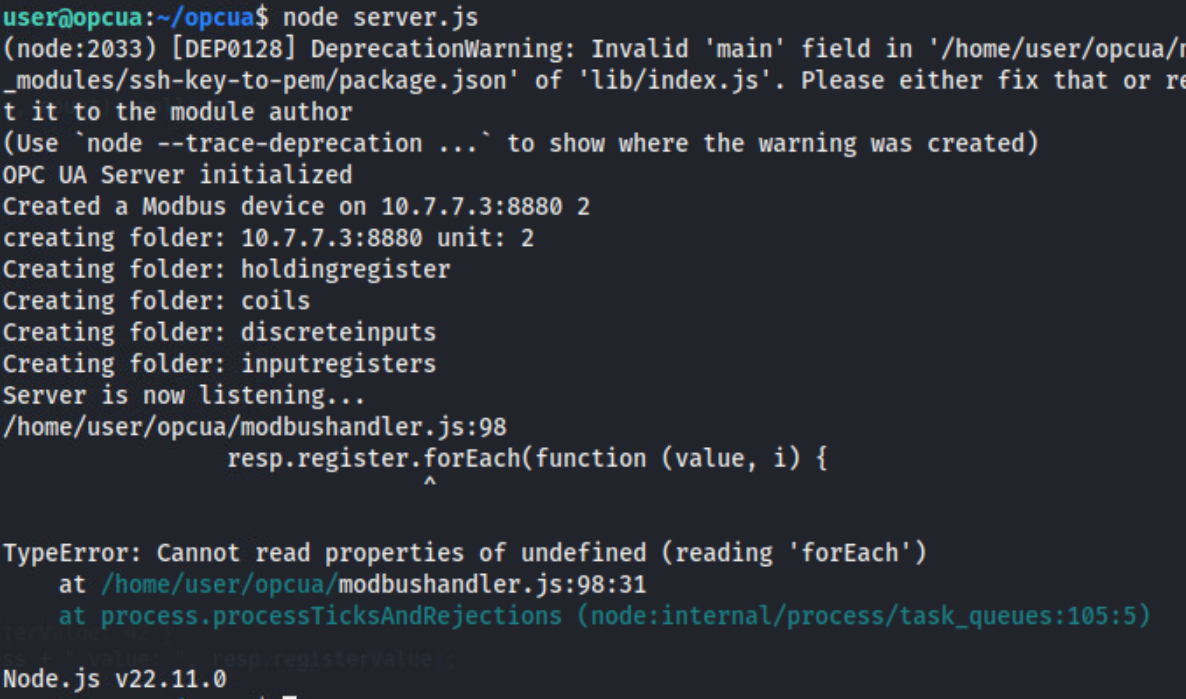 user@opcua:~/opcua$ node server.js
(node:2033) [DEP0128] DeprecationWarning: Invalid 'main' field in '/home/user/opcua/
_modules/ssh-key-to-pem/package.json' of 'lib/index.js'. Please either fix that or
t it to the module author
(Use `node --trace-deprecation ...` to show where the warning was created)
OPC UA Server initialized
Created a Modbus device on 10.7.7.3:8880 2
creating folder: 10.7.7.3:8880 unit: 2
Creating folder: holdingregister
Creating folder: coils
Creating folder: discreteinputs
Creating folder: inputregisters
Server is now listening...
/home/user/opcua/modbushandler.js:98
resp.register.forEach(function (value, i) {
^
TypeError: Cannot read properties of undefined (reading 'forEach')
at /home/user/opcua/modbushandler.js:98:31
at process.processTicksAndRejections (node:internal/process/task_queues:105:5)
Node.js v22.11.0